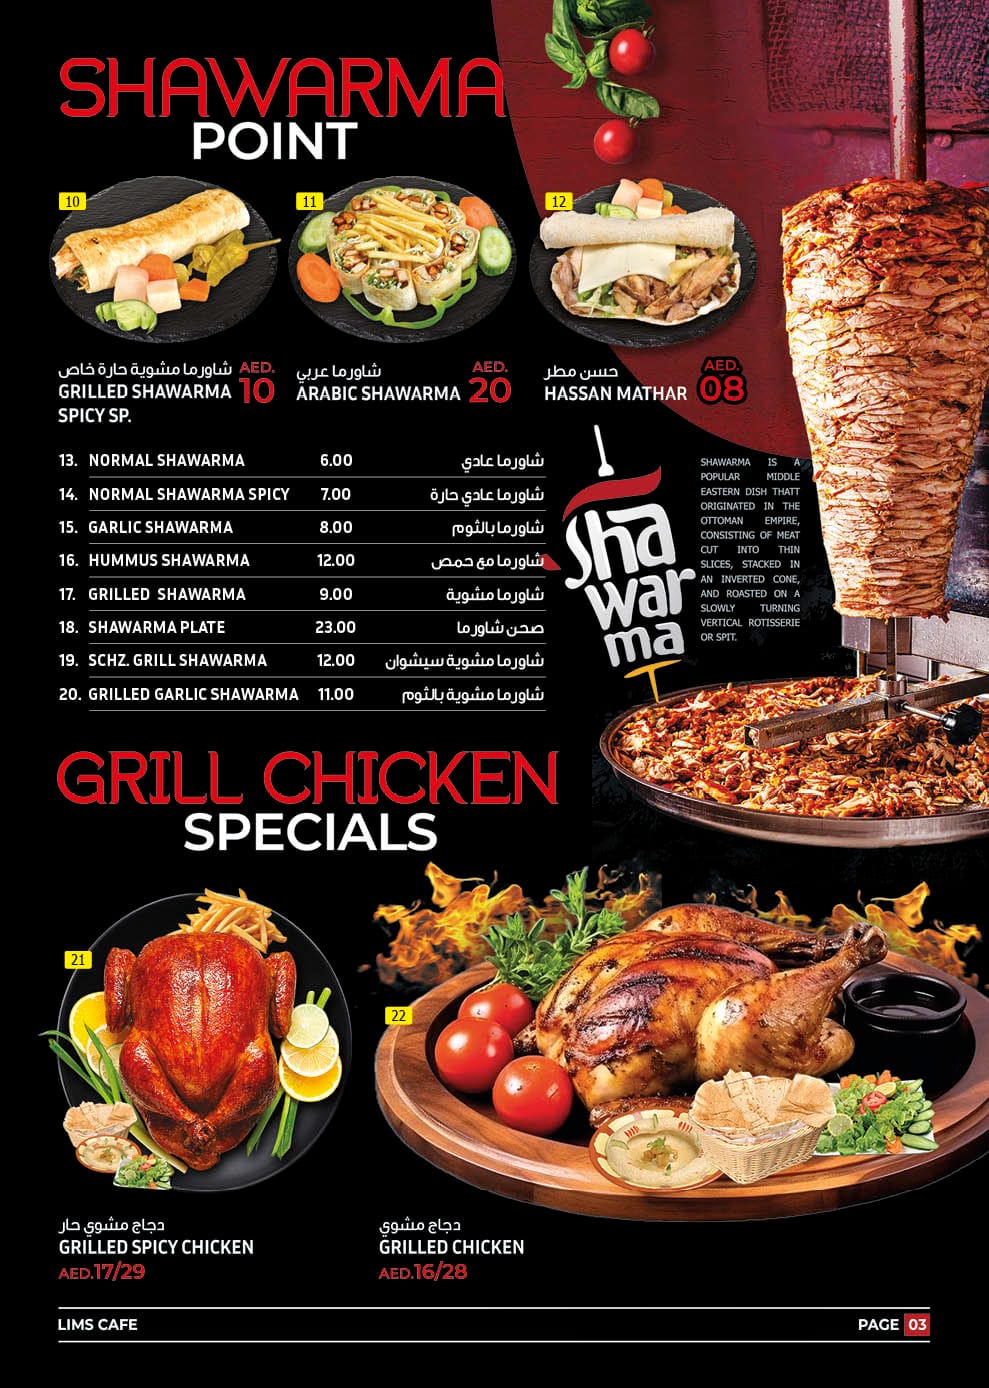 SHAWARMA
POINT
10
11
12
شاورما مشوية حارة خاص
GRILLED SHAWARMA
SPICY SP.
AED.
10
شاورما عربي
ARABIC SHAWARMA
AED.
20
حسن مطر
HASSAN MATHAR
AED.
08
13. NORMAL SHAWARMA 6.00 شاورما عادي
14. NORMAL SHAWARMA SPICY 7.00 شاورما عادي حارة
15. GARLIC SHAWARMA 8.00 شاورما بالثوم
16. HUMMUS SHAWARMA 12.00 شاورما مع حمص
17. GRILLED SHAWARMA 9.00 شاورما مشوية
18. SHAWARMA PLATE 23.00 صحن شاورما
19. SCHZ. GRILL SHAWARMA 12.00 شاورما مشوية سيشوان
20. GRILLED GARLIC SHAWARMA 11.00 شاورما مشوية بالثوم
sha
war
ma
SHAWARMA IS A
POPULAR MIDDLE
EASTERN DISH THATT
ORIGINATED IN THE
OTTOMAN EMPIRE,
CONSISTING OF MEAT
CUT INTO THIN
SLICES, STACKED IN
AN INVERTED CONE,
AND ROASTED ON A
SLOWLY TURNING
VERTICAL ROTISSERIE
OR SPIT.
GRILL CHICKEN
SPECIALS
21
22
دجاج مشوي حار
GRILLED SPICY CHICKEN
AED.17/29
دجاج مشوي
GRILLED CHICKEN
AED.16/28
LIMS CAFE
PAGE 03